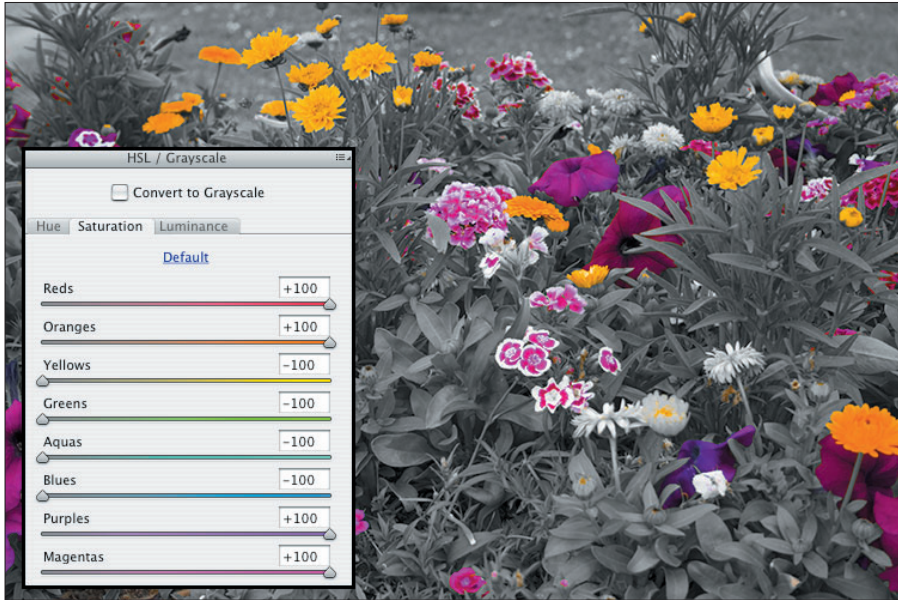 HSL / Grayscale
Convert to Grayscale
Hue Saturation Luminance
Default
Reds +100
Oranges +100
Yellows -100
Greens -100
Aquas -100
Blues -100
Purples +100
Magentas +100